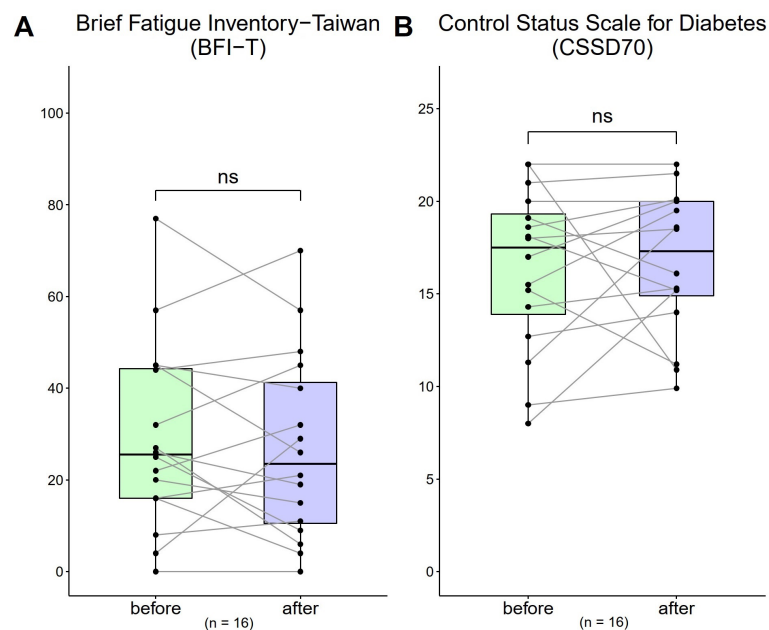 A
Brief Fatigue Inventory−Taiwan
(BFI−T)
100
80
60
40
20
0
ns
before
after
(n = 16)
B
Control Status Scale for Diabetes
(CSSD70)
25
20
15
10
5
0
ns
before
after
(n = 16)